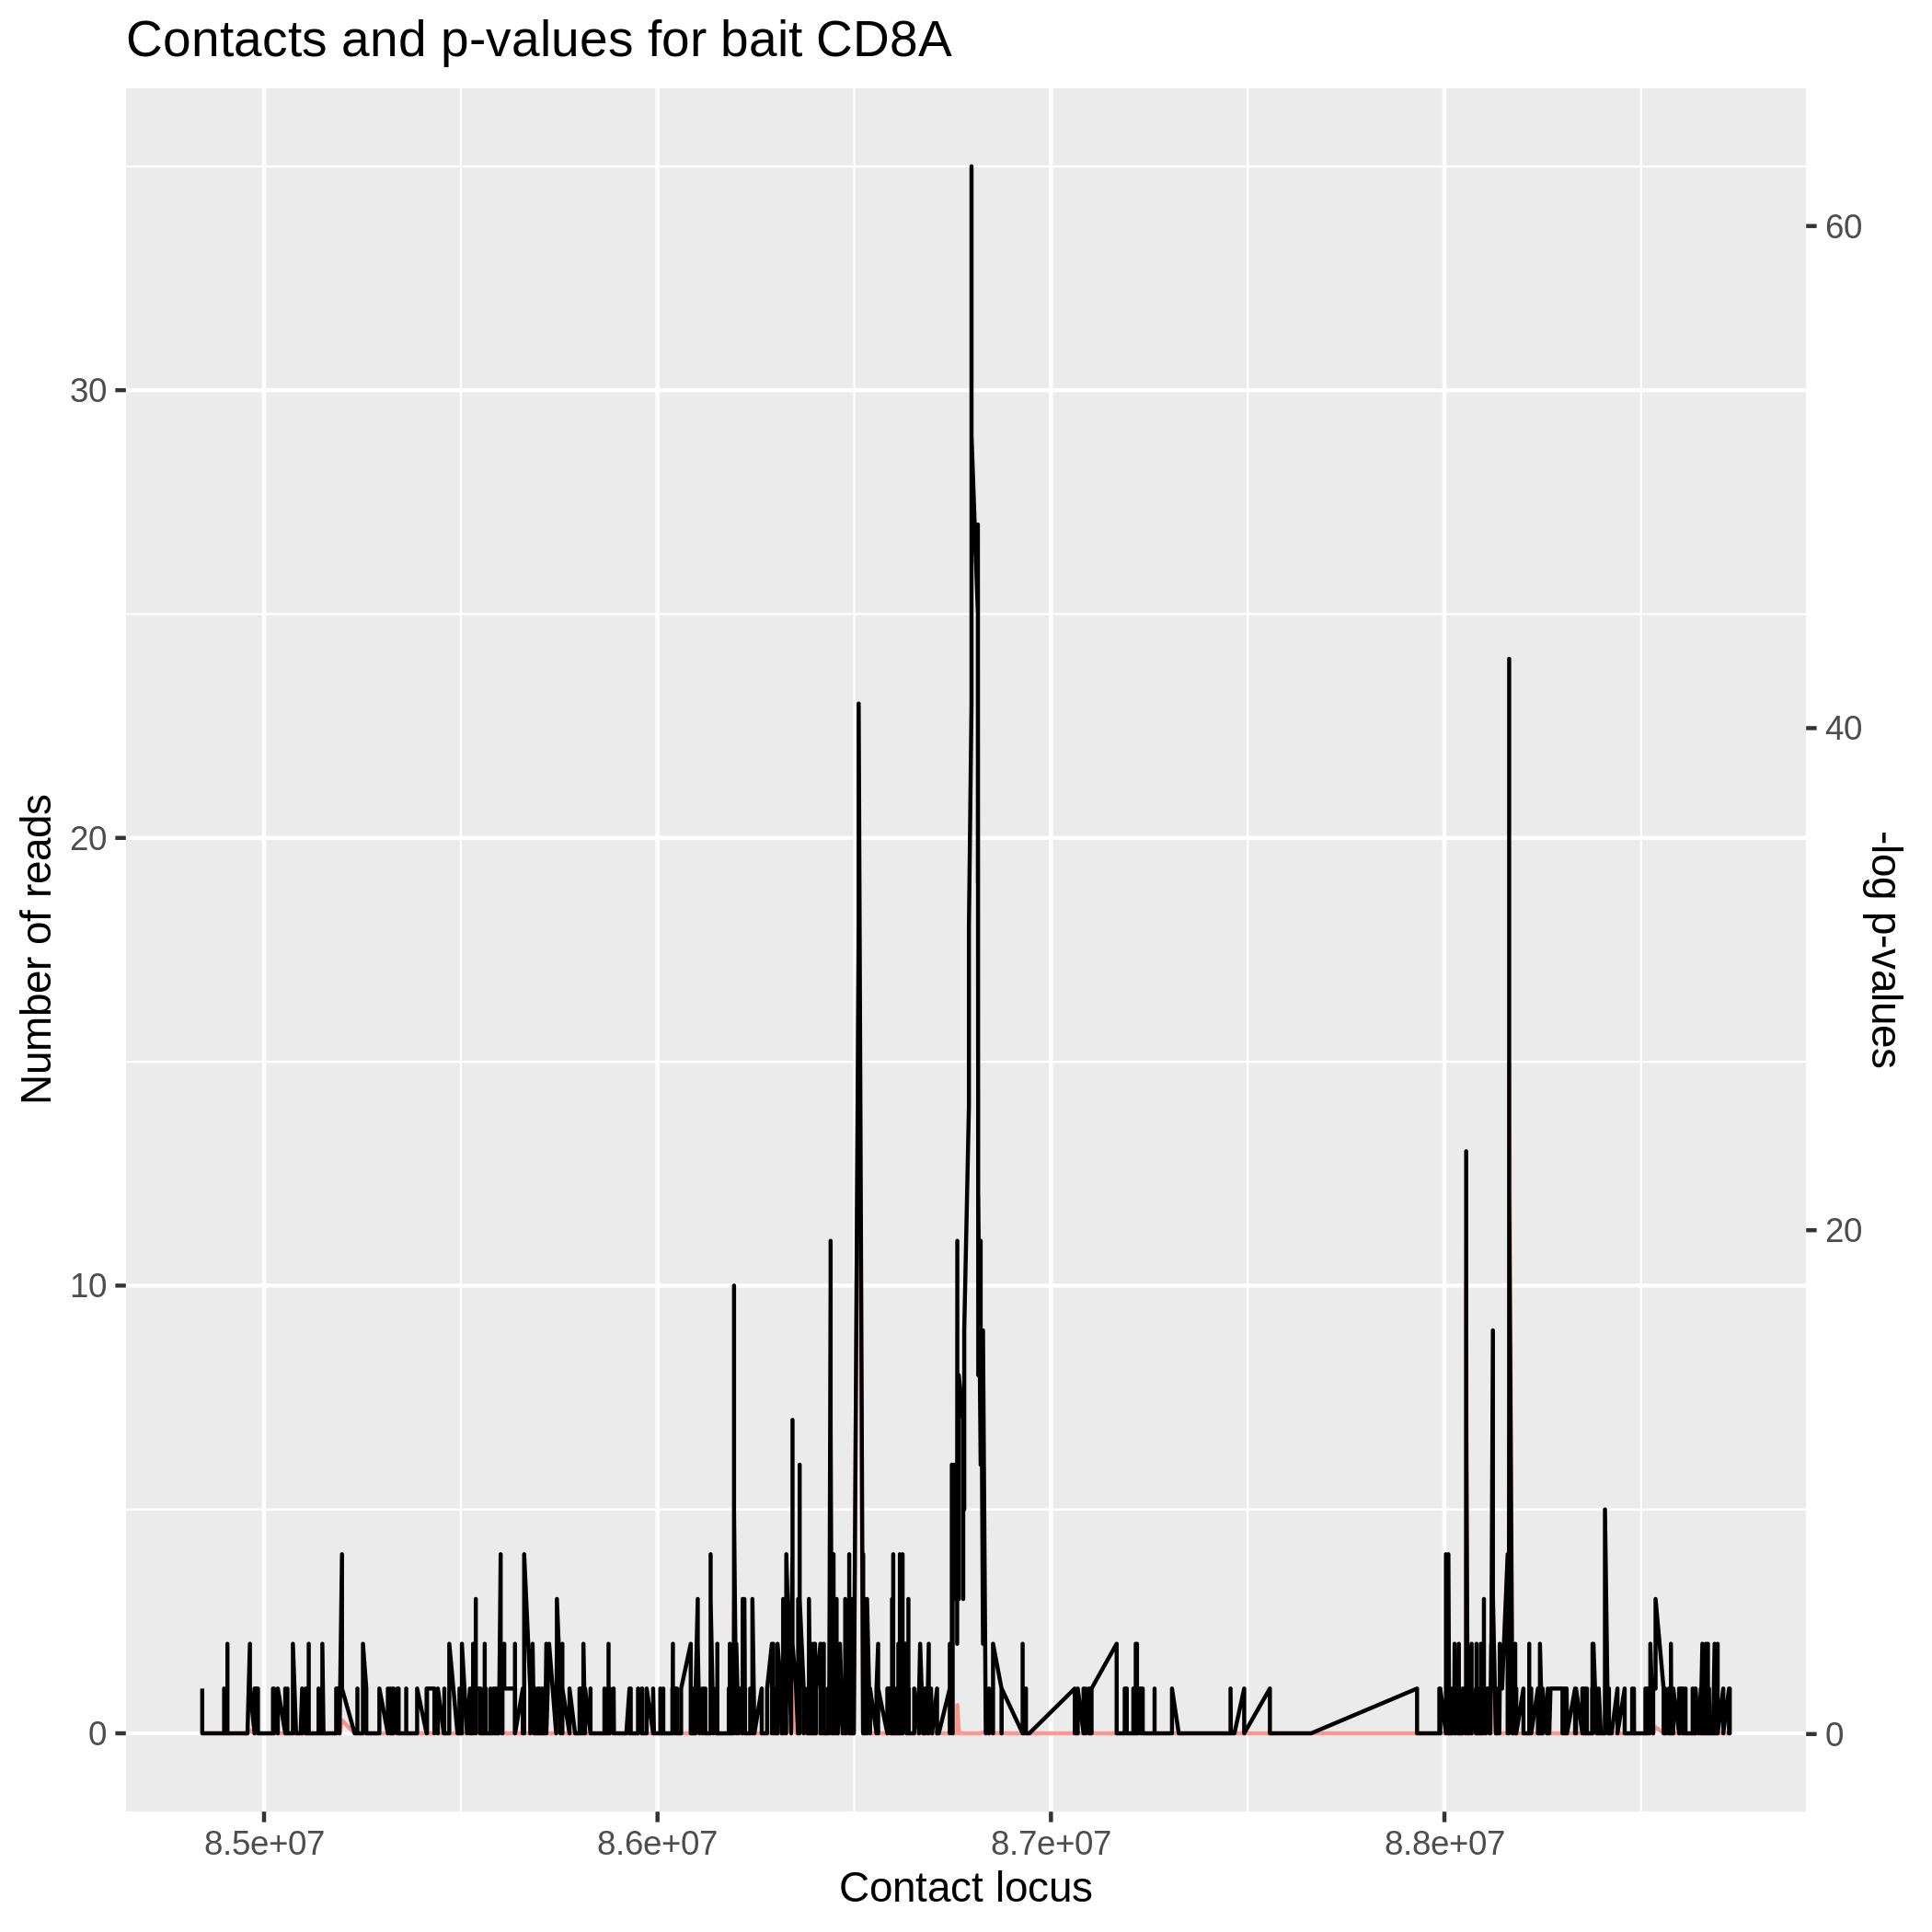 Contacts and p-values for bait CD8A
Number of reads
30
20
10
0
60
40
20
0
-log p-values
8.5e+07 8.6e+07 8.7e+07 8.8e+07
Contact locus